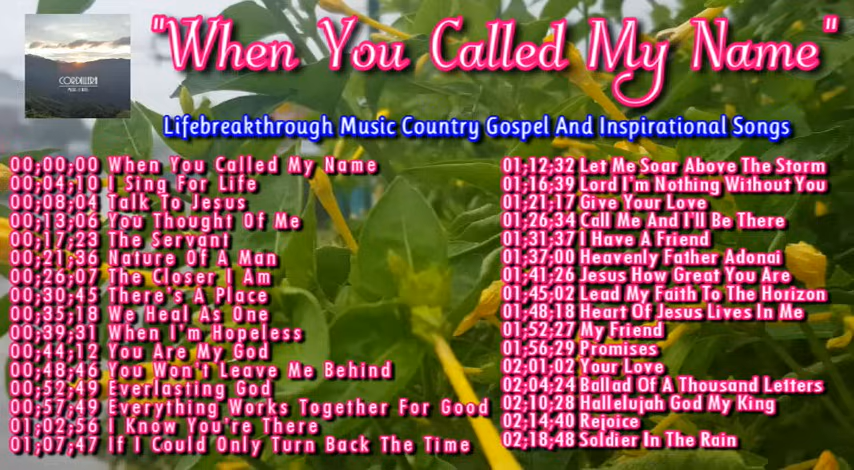 "When You Called My Name"
CORDILLERA
Lifebreakthrough Music Country Gospel And Inspirational Songs
00;00;00 When You Called My Name
00;04;10 I Sing For Life
00;08;04 Talk To Jesus
00;13;06 You Thought Of Me
00;17;23 The Servant
00;21;36 Nature Of A Man
00;26;07 The Closer I Am
00;30;45 There's A Place
00;35;18 We Heal As One
00;39;31 When I'm Hopeless
00;44;12 You Are My God
00;48;46 You Won't Leave Me Behind
00;52;49 Everlasting God
00;57;49 Everything Works Together For Good
01;02;56 I Know You're There
01;07;47 If I Could Only Turn Back The Time
01;12;32 Let Me Soar Above The Storm
01;16;39 Lord I'm Nothing Without You
01;21;17 Give Your Love
01;26;34 Call Me And I'll Be There
01;31;37 I Have A Friend
01;37;00 Heavenly Father Adonai
01;41;26 Jesus How Great You Are
01;45;02 Lead My Faith To The Horizon
01;48;18 Heart Of Jesus Lives In Me
01;52;27 My Friend
01;56;29 Promises
02;01;02 Your Love
02;04;24 Ballad Of A Thousand Letters
02;10;28 Hallelujah God My King
02;14;40 Rejoice
02;18;48 Soldier In The Rain